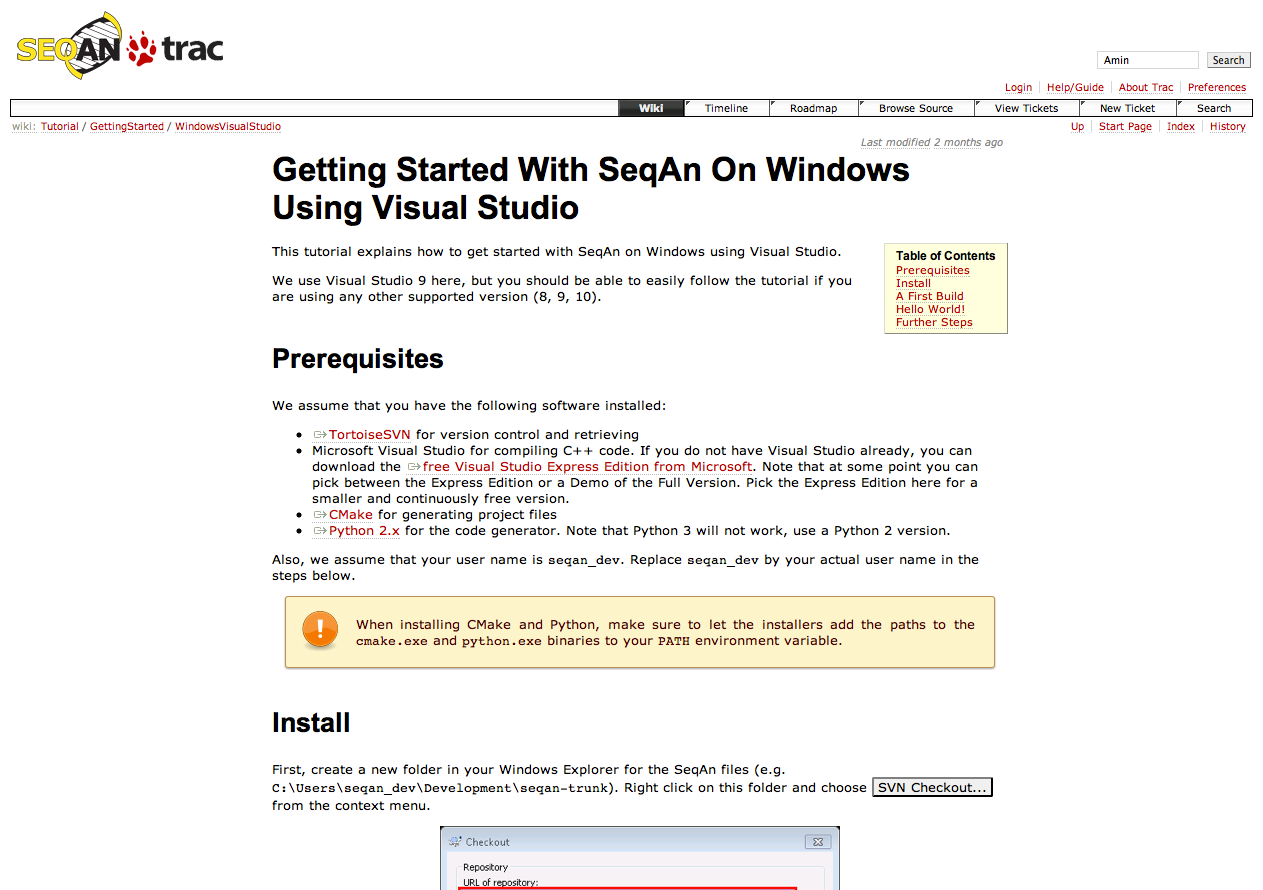 SEQAN trac
Amin
Search
Login Help/Guide About Trac Preferences
Wiki Timeline Roadmap Browse Source View Tickets New Ticket Search
wiki: Tutorial / GettingStarted / WindowsVisualStudio
Up Start Page Index History
Last modified 2 months ago
Getting Started With SeqAn On Windows
Using Visual Studio
This tutorial explains how to get started with SeqAn on Windows using Visual Studio.
We use Visual Studio 9 here, but you should be able to easily follow the tutorial if you
are using any other supported version (8, 9, 10).
Table of Contents
Prerequisites
Install
A First Build
Hello World!
Further Steps
Prerequisites
We assume that you have the following software installed:
• TortoiseSVN for version control and retrieving
• Microsoft Visual Studio for compiling C++ code. If you do not have Visual Studio already, you can
download the free Visual Studio Express Edition from Microsoft. Note that at some point you can
pick between the Express Edition or a Demo of the Full Version. Pick the Express Edition here for a
smaller and continuously free version.
• CMake for generating project files
• Python 2.x for the code generator. Note that Python 3 will not work, use a Python 2 version.
Also, we assume that your user name is seqan_dev. Replace seqan_dev by your actual user name in the
steps below.
When installing CMake and Python, make sure to let the installers add the paths to the
cmake.exe and python.exe binaries to your PATH environment variable.
Install
First, create a new folder in your Windows Explorer for the SeqAn files (e.g.
C:\Users\seqan_dev\Development\seqan-trunk). Right click on this folder and choose SVN Checkout...
from the context menu.
Checkout
Repository
URL of repository: